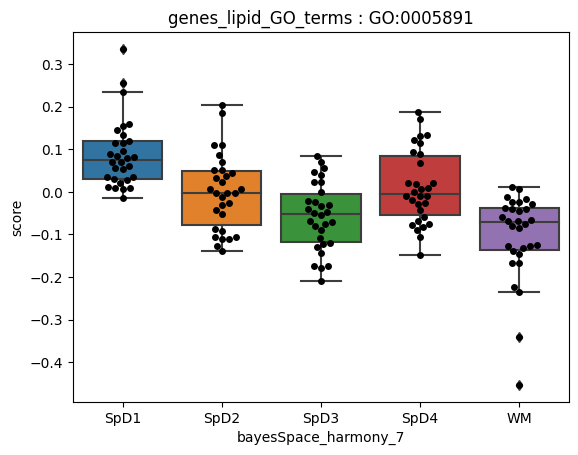 genes_lipid_GO_terms : GO:0005891
score
0.3
0.2
0.1
0.0
−0.1
−0.2
−0.3
−0.4
SpD1 SpD2 SpD3 SpD4 WM
bayesSpace_harmony_7